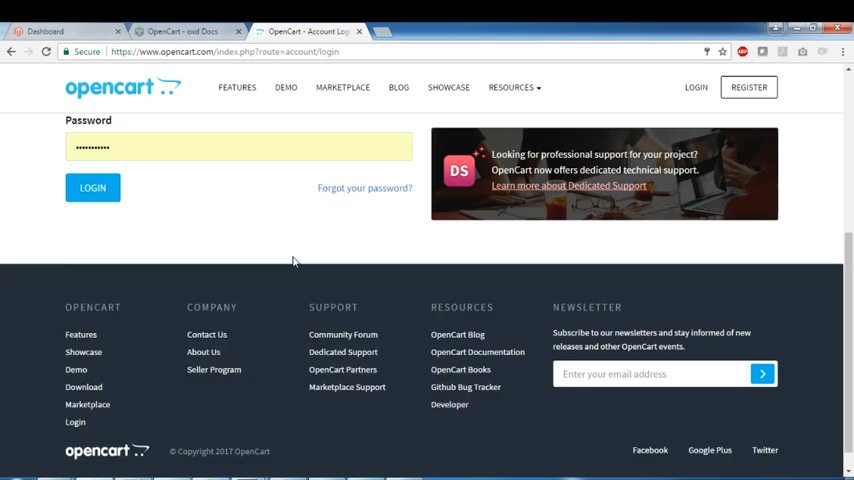 Dashboard
OpenCart - oxd Docs
OpenCart - Account Log
Secure
https://www.opencart.com/index.php?route=account/login
ABP
opencart
FEATURES
DEMO
MARKETPLACE
BLOG
SHOWCASE
RESOURCES
LOGIN
REGISTER
Password
•••••••••••
LOGIN
Forgot your password?
DS
Looking for professional support for your project?
OpenCart now offers dedicated technical support.
Learn more about Dedicated Support
OPENCART
Features
Showcase
Demo
Download
Marketplace
Login
COMPANY
Contact Us
About Us
Seller Program
SUPPORT
Community Forum
Dedicated Support
OpenCart Partners
Marketplace Support
RESOURCES
OpenCart Blog
OpenCart Documentation
OpenCart Books
Github Bug Tracker
Developer
NEWSLETTER
Subscribe to our newsletters and stay informed of new
releases and other OpenCart events.
Enter your email address
opencart
© Copyright 2017 OpenCart
Facebook
Google Plus
Twitter